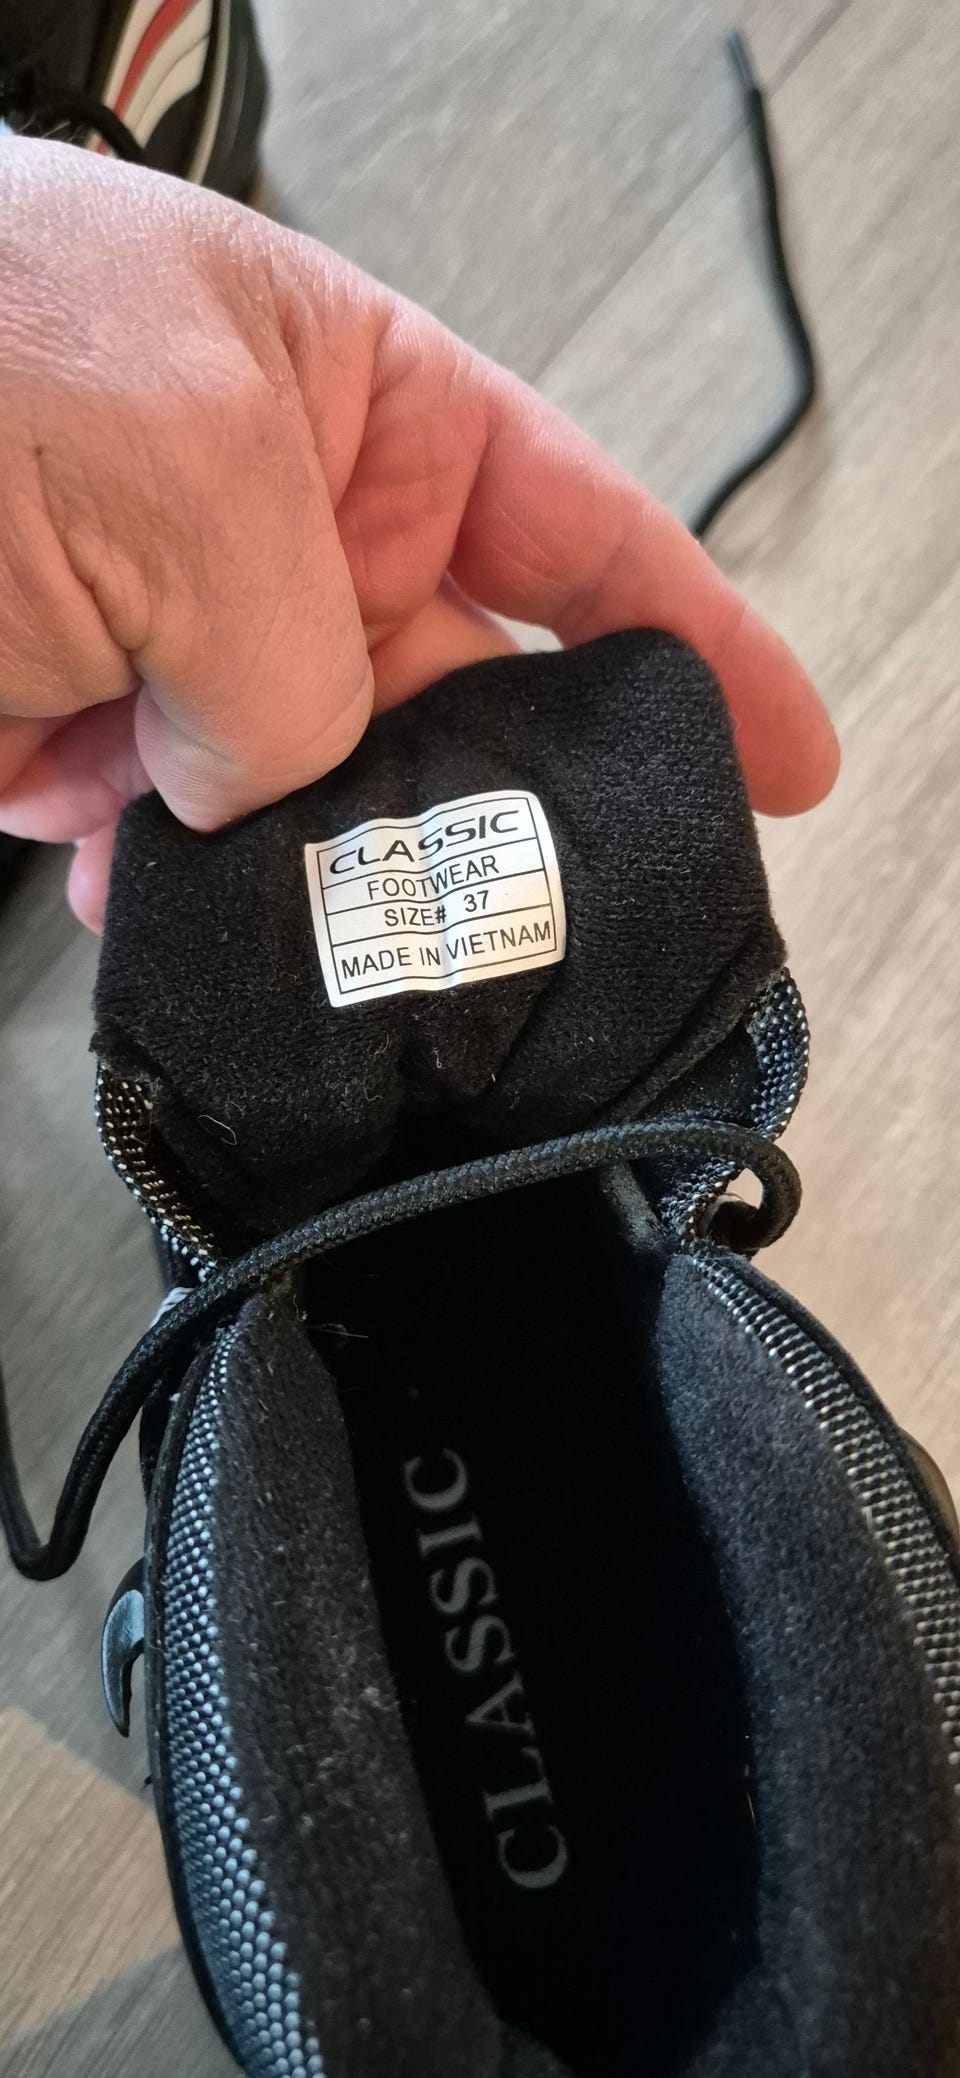 CLASSIC
FOOTWEAR
SIZE# 37
MADE IN VIETNAM
CLASSIC